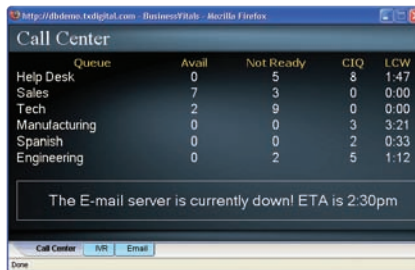 http://dbdemo.txdigital.com - BusinessVitals - Mozilla Firefox
Call Center
Queue Avail Not Ready CIQ LCW
Help Desk 0 5 8 1:47
Sales 7 3 0 0:00
Tech 2 9 0 0:00
Manufacturing 0 0 3 3:21
Spanish 0 0 2 0:33
Engineering 0 2 5 1:12
The E-mail server is currently down! ETA is 2:30pm
Call Center IVR Email
Done